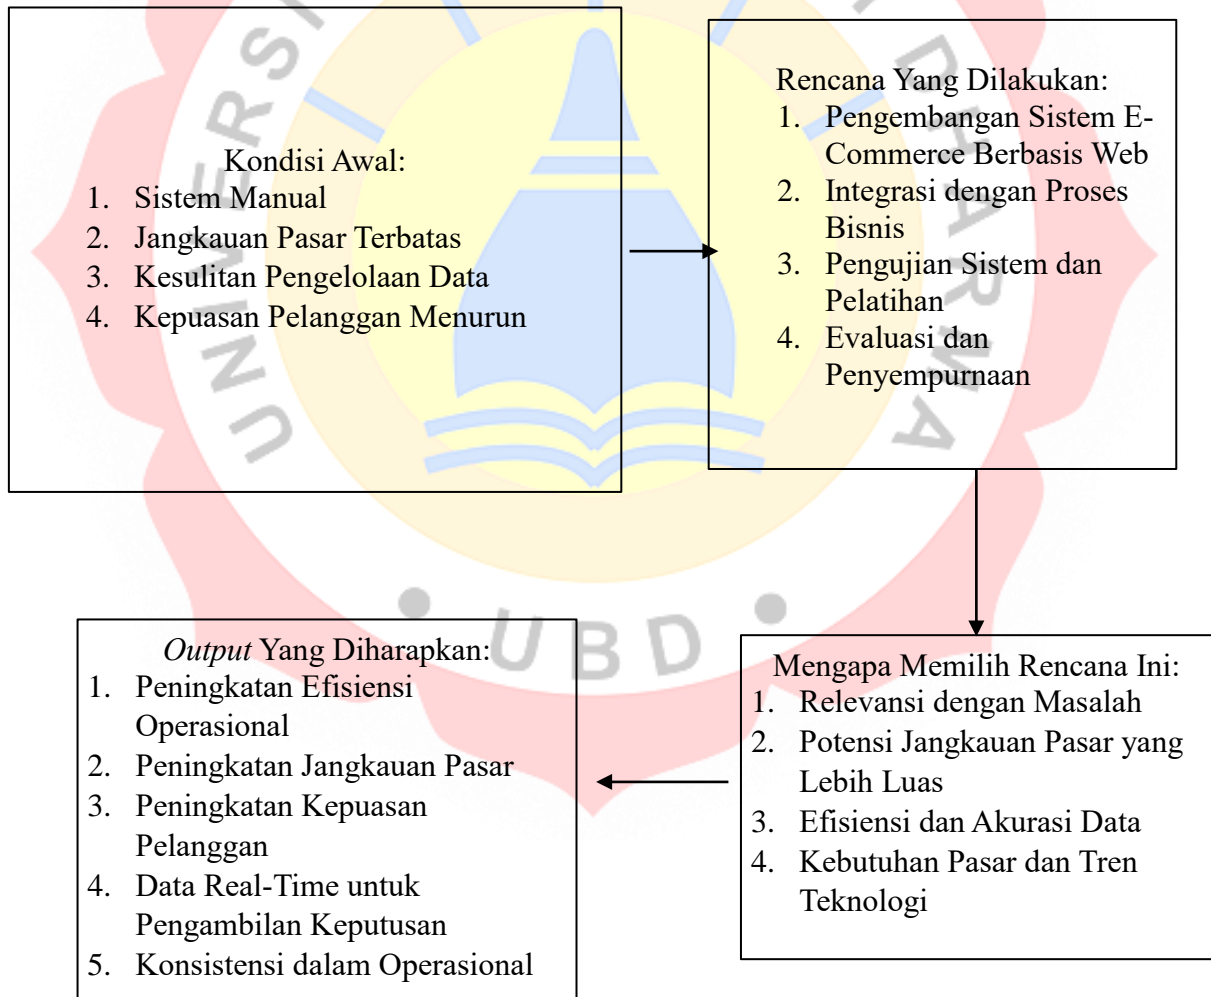 Kondisi Awal:
1. Sistem Manual
2. Jangkauan Pasar Terbatas
3. Kesulitan Pengelolaan Data
4. Kepuasan Pelanggan Menurun
Rencana Yang Dilakukan:
1. Pengembangan Sistem E-
Commerce Berbasis Web
2. Integrasi dengan Proses
Bisnis
3. Pengujian Sistem dan
Pelatihan
4. Evaluasi dan
Penyempurnaan
Mengapa Memilih Rencana Ini:
1. Relevansi dengan Masalah
2. Potensi Jangkauan Pasar yang
Lebih Luas
3. Efisiensi dan Akurasi Data
4. Kebutuhan Pasar dan Tren
Teknologi
Output Yang Diharapkan:
1. Peningkatan Efisiensi
Operasional
2. Peningkatan Jangkauan Pasar
3. Peningkatan Kepuasan
Pelanggan
4. Data Real-Time untuk
Pengambilan Keputusan
5. Konsistensi dalam Operasional
UBD